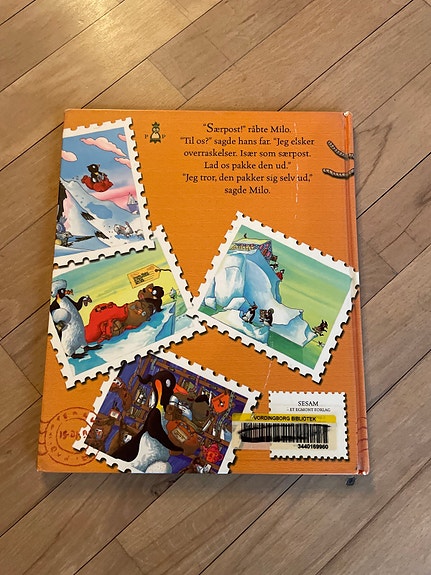 P P
"Særpost!" råbte Milo.
"Til os?" sagde hans far. "Jeg elsker
overraskelser. Især som særpost.
Lad os pakke den ud."
"Jeg tror, den pakker sig selv ud,"
sagde Milo.
SESAM
– ET EGMONT FORLAG
VORDINGBORG BIBLIOTEK
3440169960